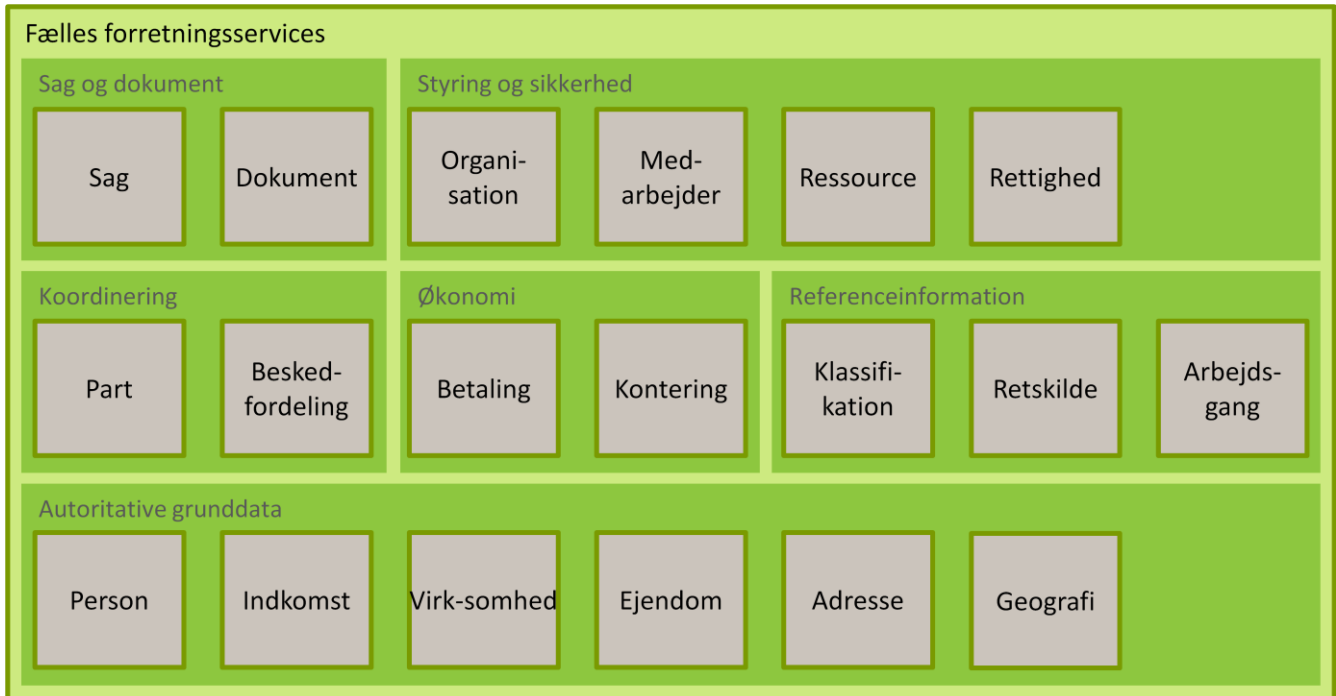 Fælles forretningsservices
Sag og dokument
Sag
Dokument
Styring og sikkerhed
Organi-
sation
Med-
arbejder
Ressource
Rettighed
Koordinering
Part
Besked-
fordeling
Økonomi
Betaling
Kontering
Referenceinformation
Klassifi-
kation
Retskilde
Arbejds-
gang
Autoritative grunddata
Person
Indkomst
Virk-somhed
Ejendom
Adresse
Geografi